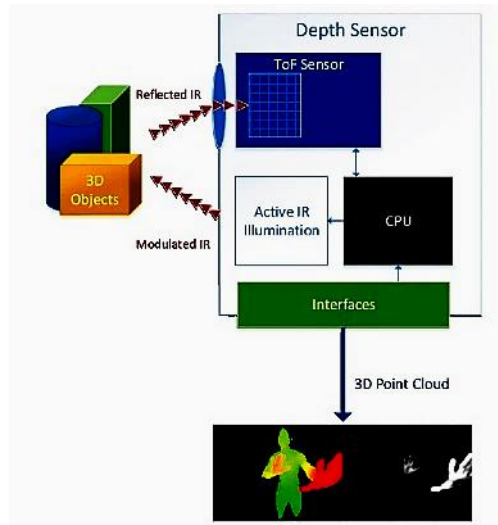 Depth Sensor
ToF Sensor
Reflected IR
3D
Objects
Active IR
Illumination
CPU
Modulated IR
Interfaces
3D Point Cloud